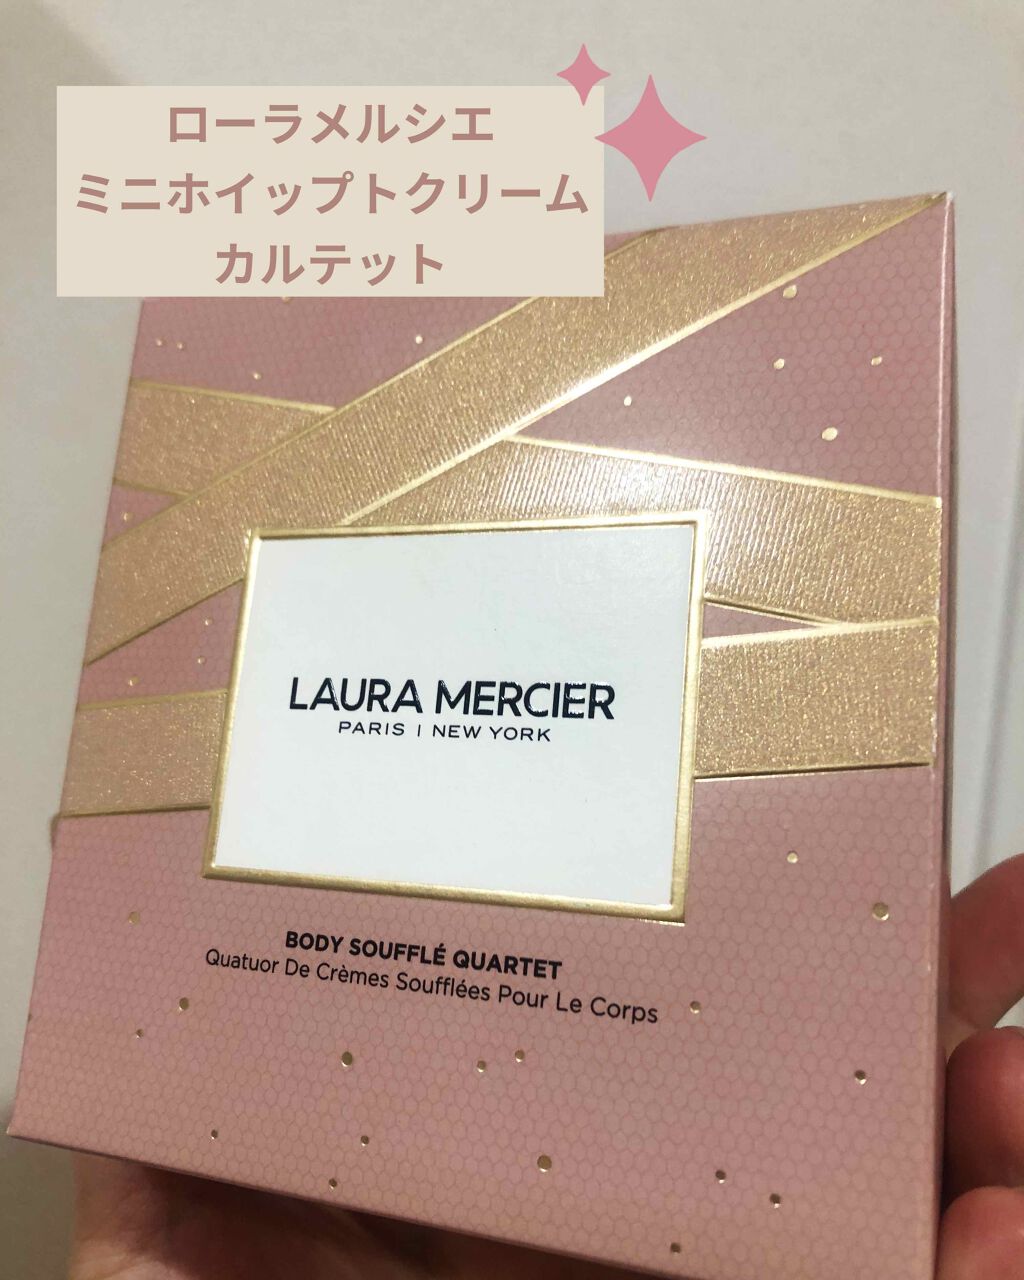 ローラメルシエ
ミニホイップトクリーム
カルテット
LAURA MERCIER
PARIS | NEW YORK
BODY SOUFFLÉ QUARTET
Quatuor De Crèmes Soufflées Pour Le Corps